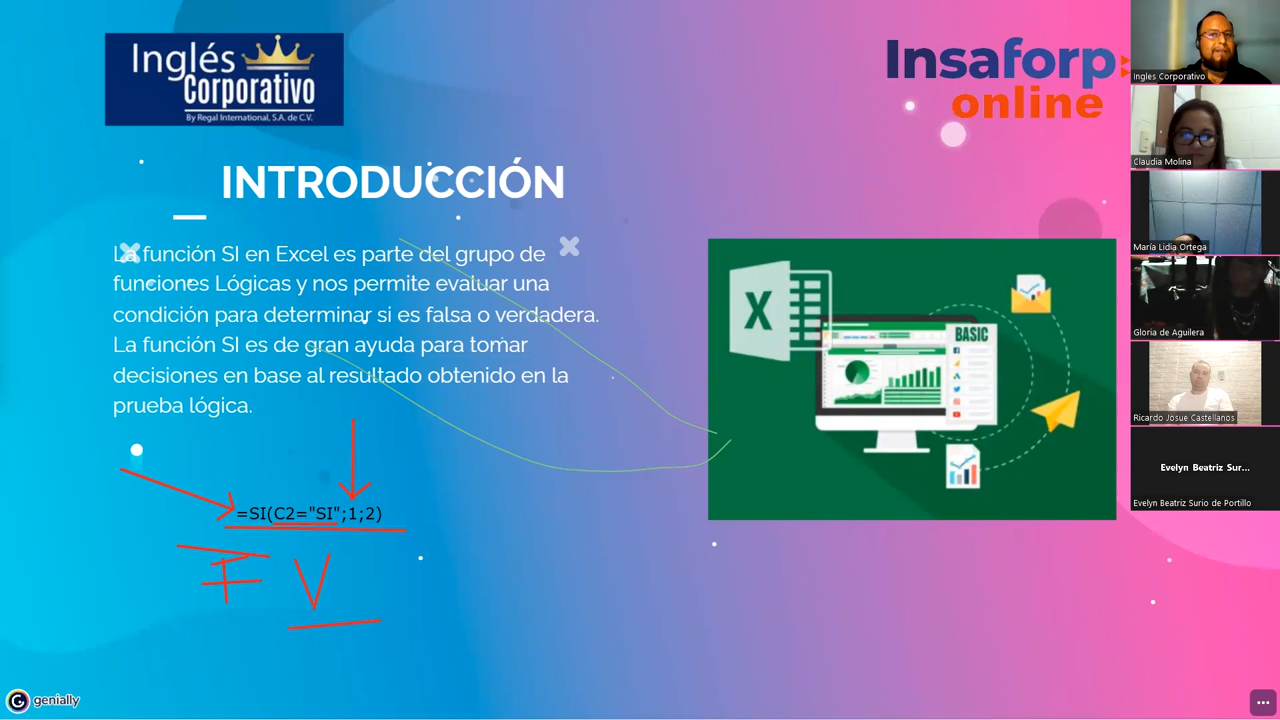 Inglés
Corporativo
By Regal International, S.A. de C.V.
Insaforp
online
INTRODUCCIÓN
La función SI en Excel es parte del grupo de
funciones Lógicas y nos permite evaluar una
condición para determinar si es falsa o verdadera.
La función SI es de gran ayuda para tomar
decisiones en base al resultado obtenido en la
prueba lógica.
=SI(C2="SI";1;2)
F V
X
BASIC
genially
Ingles Corporativo
Claudia Molina
María Lidia Ortega
Gloria de Aguilera
Ricardo Josue Castellanos
Evelyn Beatriz Sur...
Evelyn Beatriz Surio de Portillo